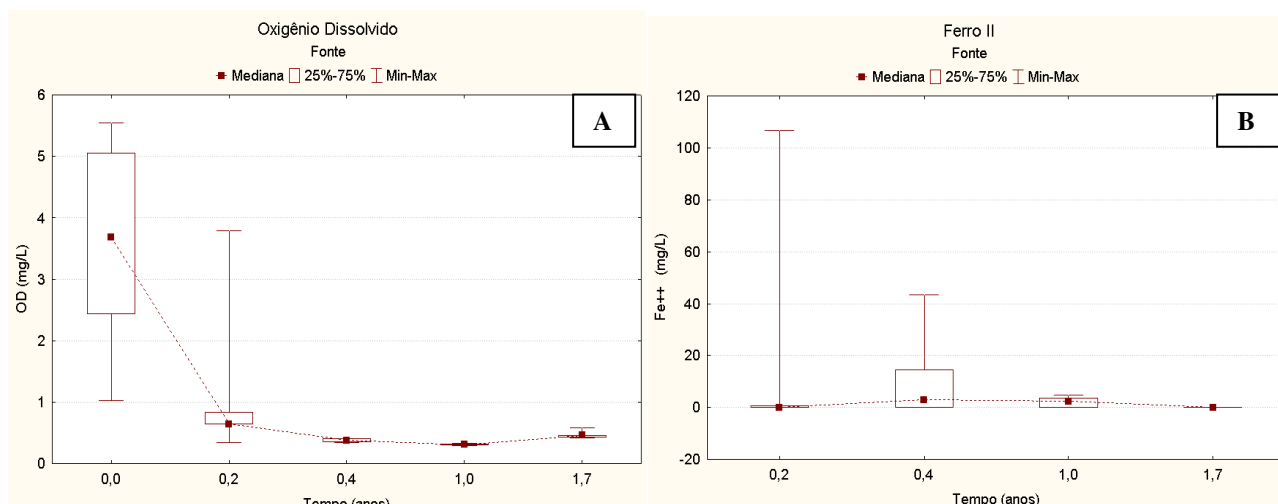 Oxigênio Dissolvido
Fonte
Mediana 25%-75% Min-Max
A
6
5
4
3
2
1
0
OD (mg/L)
0,0 0,2 0,4 1,0 1,7
Tempo (anos)
Ferro II
Fonte
Mediana 25%-75% Min-Max
B
120
100
80
60
40
20
0
-20
Fe++ (mg/L)
0,2 0,4 1,0 1,7
Tempo (anos)